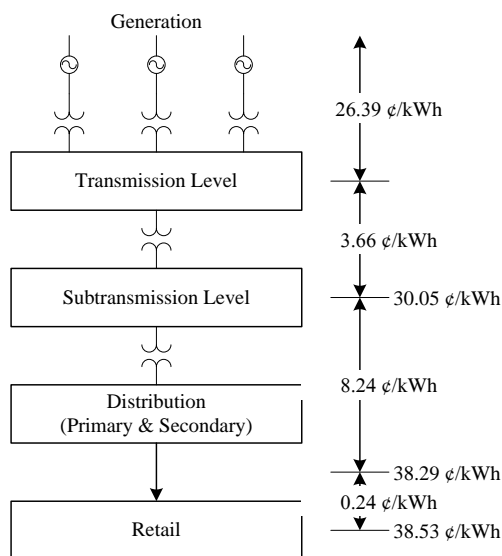 Generation
26.39 ¢/kWh
Transmission Level
3.66 ¢/kWh
Subtransmission Level
30.05 ¢/kWh
8.24 ¢/kWh
Distribution
(Primary & Secondary)
38.29 ¢/kWh
0.24 ¢/kWh
Retail
38.53 ¢/kWh